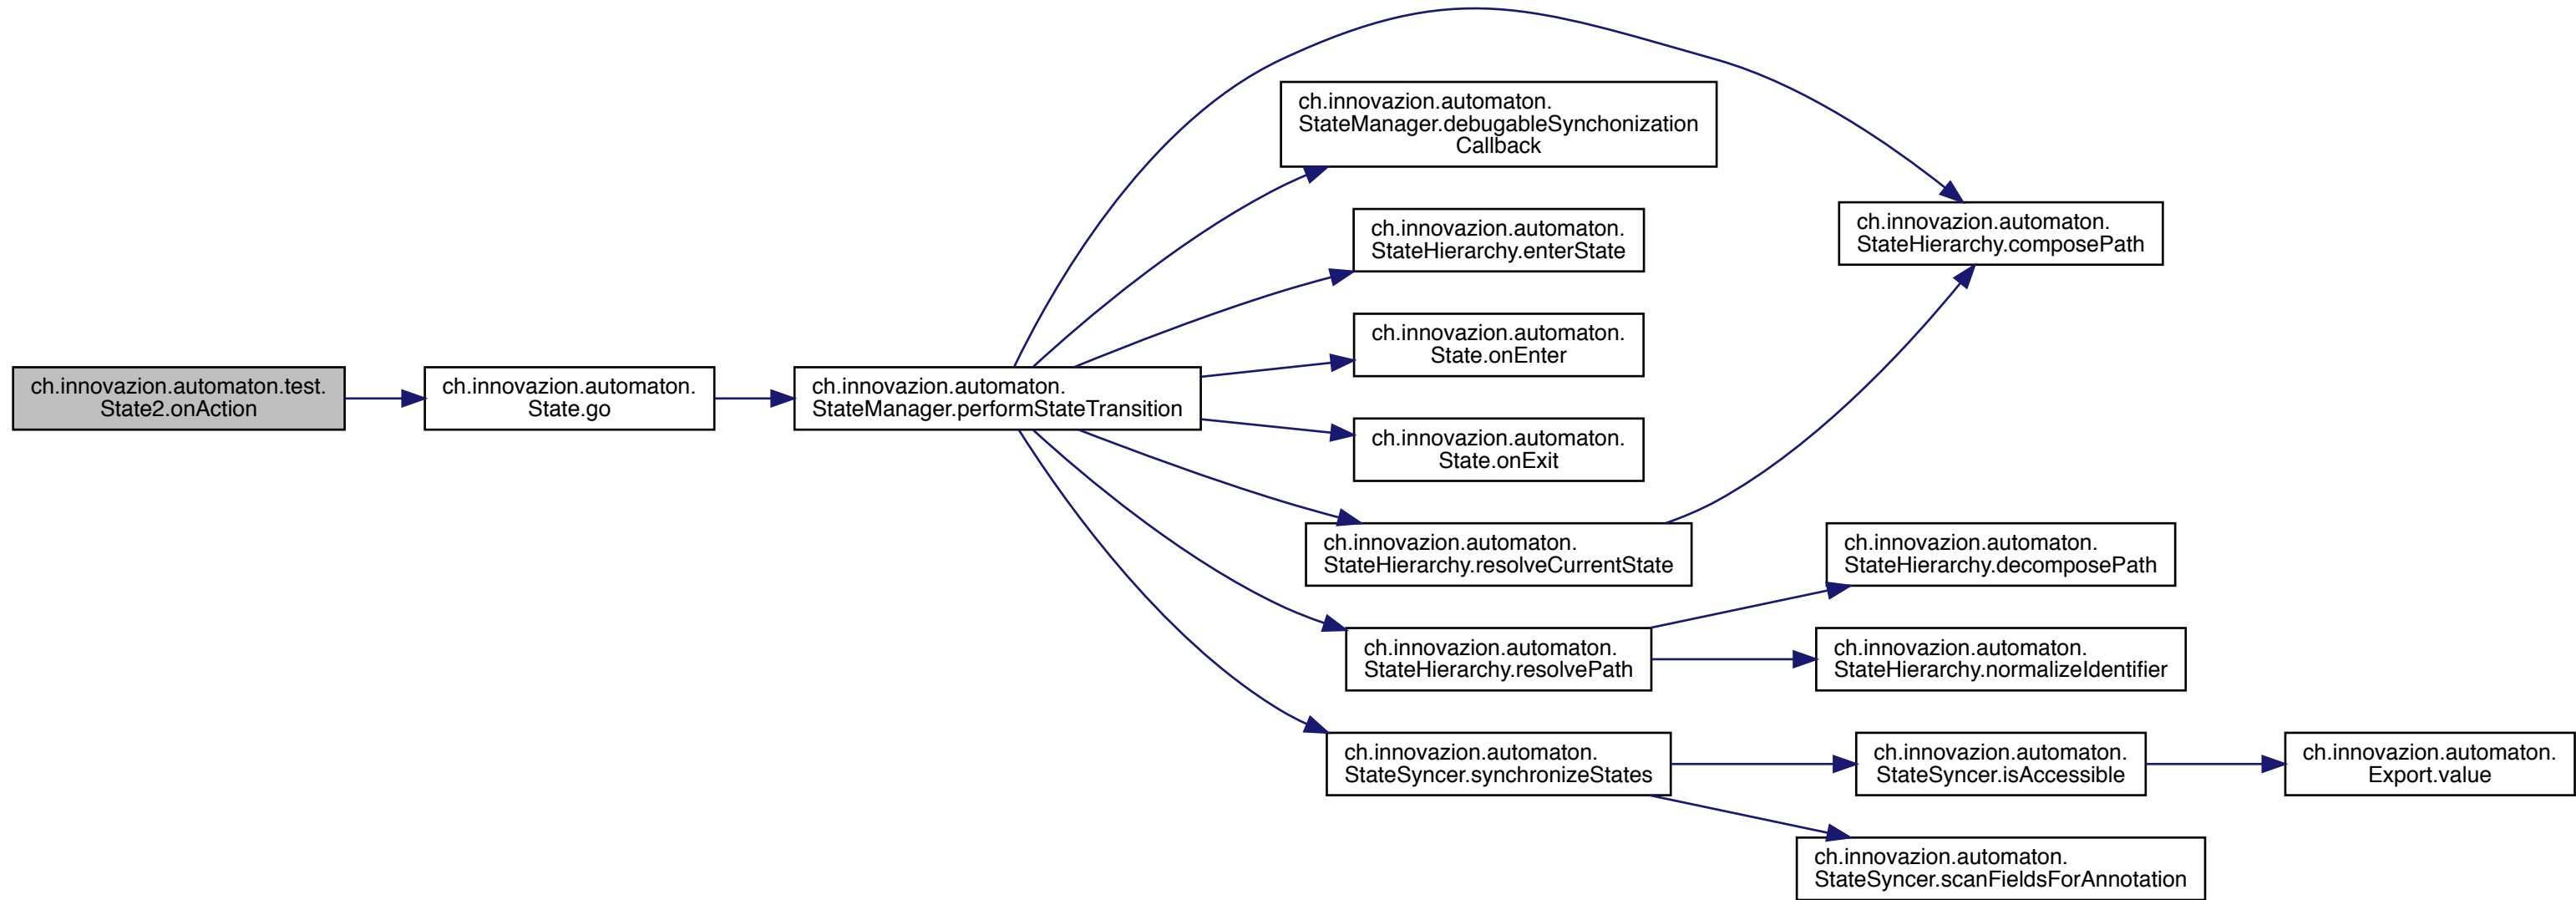 ch.innovazion.automaton.test.
State2.onAction
ch.innovazion.automaton.
State.go
ch.innovazion.automaton.
StateManager.performStateTransition
ch.innovazion.automaton.
StateManager.debugableSynchonization
Callback
ch.innovazion.automaton.
StateHierarchy.enterState
ch.innovazion.automaton.
State.onEnter
ch.innovazion.automaton.
State.onExit
ch.innovazion.automaton.
StateHierarchy.resolveCurrentState
ch.innovazion.automaton.
StateHierarchy.resolvePath
ch.innovazion.automaton.
StateSyncer.synchronizeStates
ch.innovazion.automaton.
StateHierarchy.composePath
ch.innovazion.automaton.
StateHierarchy.decomposePath
ch.innovazion.automaton.
StateHierarchy.normalizeIdentifier
ch.innovazion.automaton.
StateSyncer.isAccessible
ch.innovazion.automaton.
StateSyncer.scanFieldsForAnnotation
ch.innovazion.automaton.
Export.value